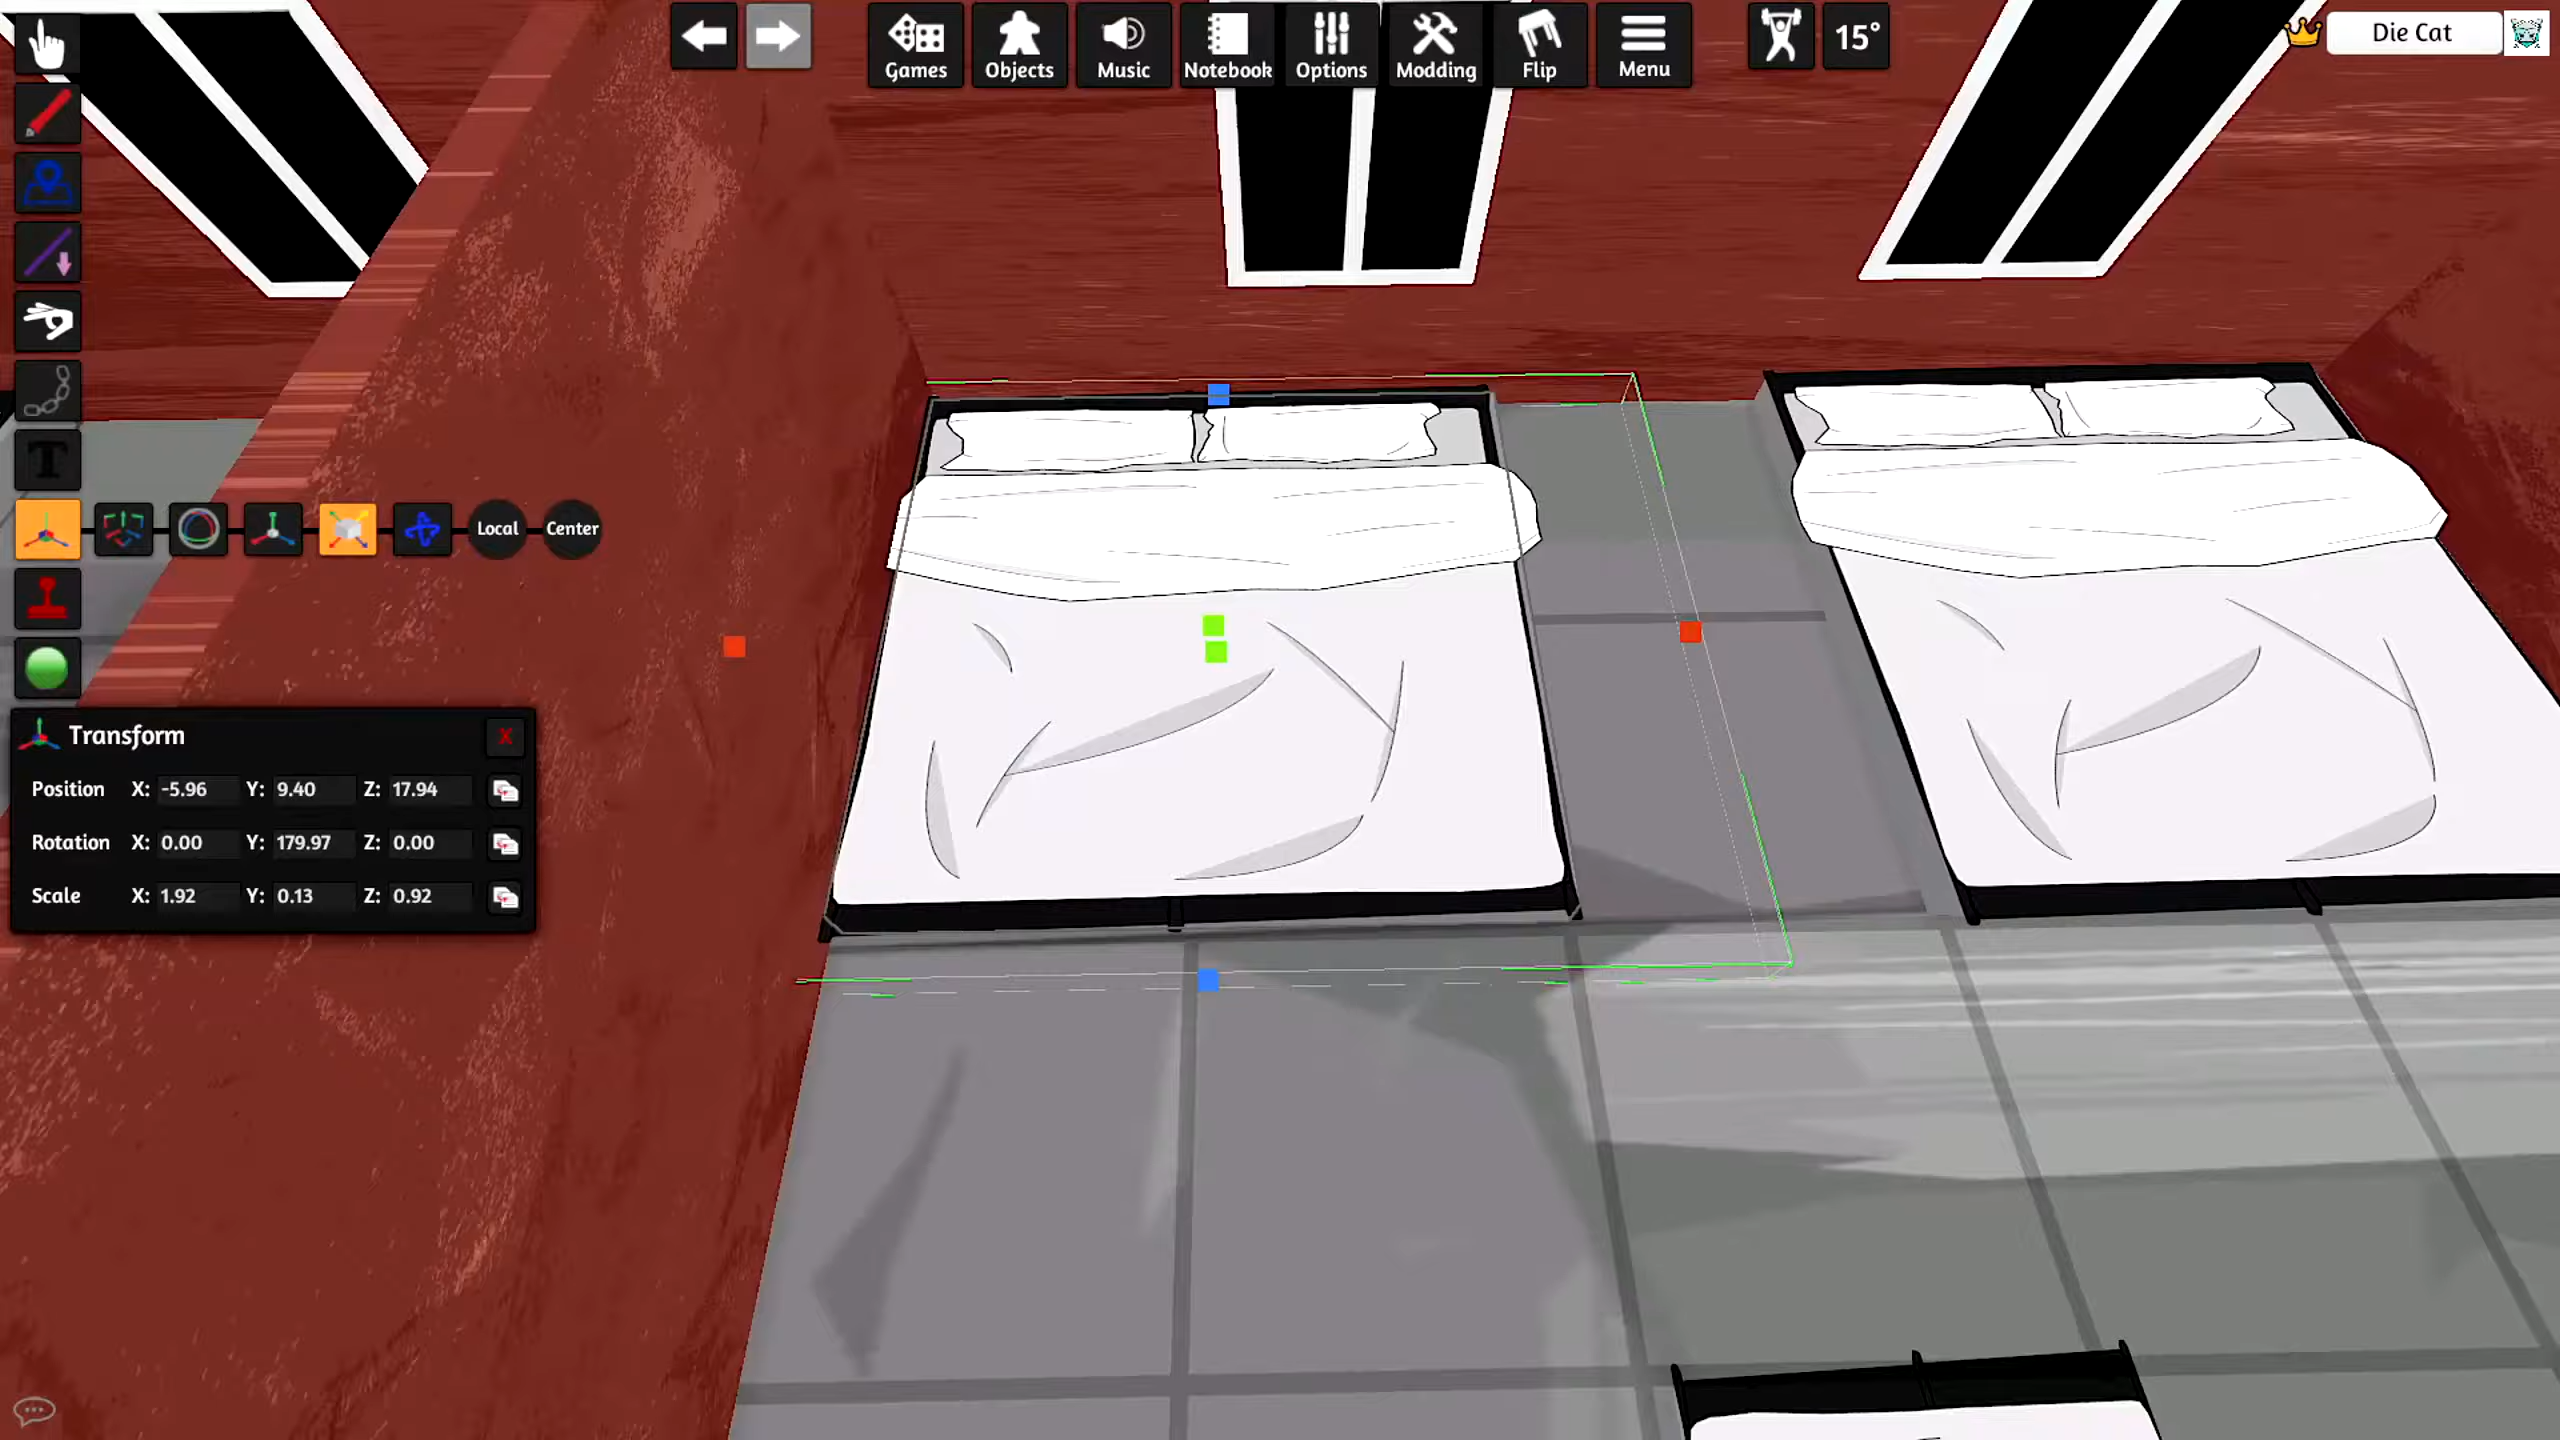 Games
Objects
Music
Notebook
Options
Modding
Flip
Menu
15°
Die Cat
T
Local
Center
Transform
X
Position X: -5.96 Y: 9.40 Z: 17.94
Rotation X: 0.00 Y: 179.97 Z: 0.00
Scale X: 1.92 Y: 0.13 Z: 0.92